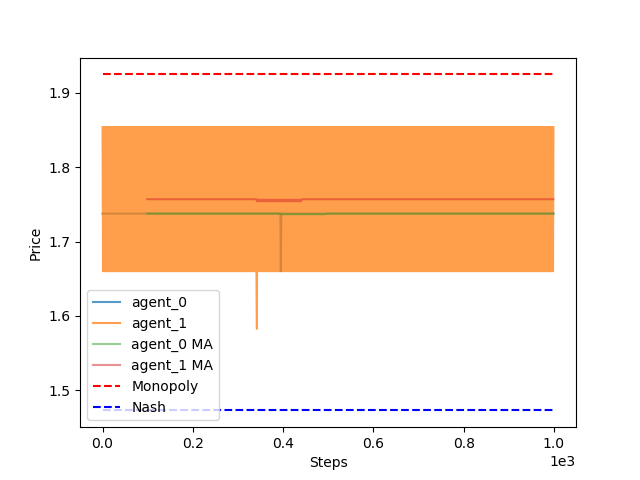 1.9
1.8
1.7
1.6
1.5
Price
agent_0
agent_1
agent_0 MA
agent_1 MA
Monopoly
Nash
0.0 0.2 0.4 0.6 0.8 1.0
1e3
Steps